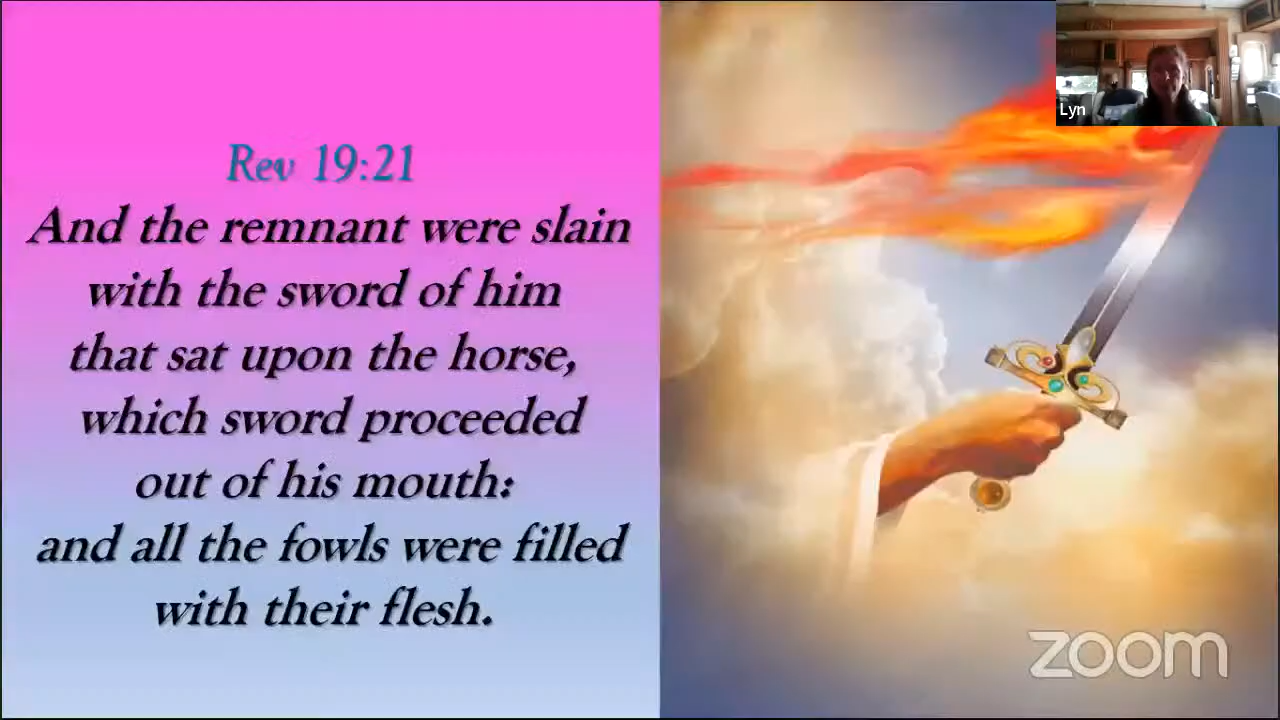 Rev 19:21
And the remnant were slain
with the sword of him
that sat upon the horse,
which sword proceeded
out of his mouth:
and all the fowls were filled
with their flesh.
Lyn
zoom